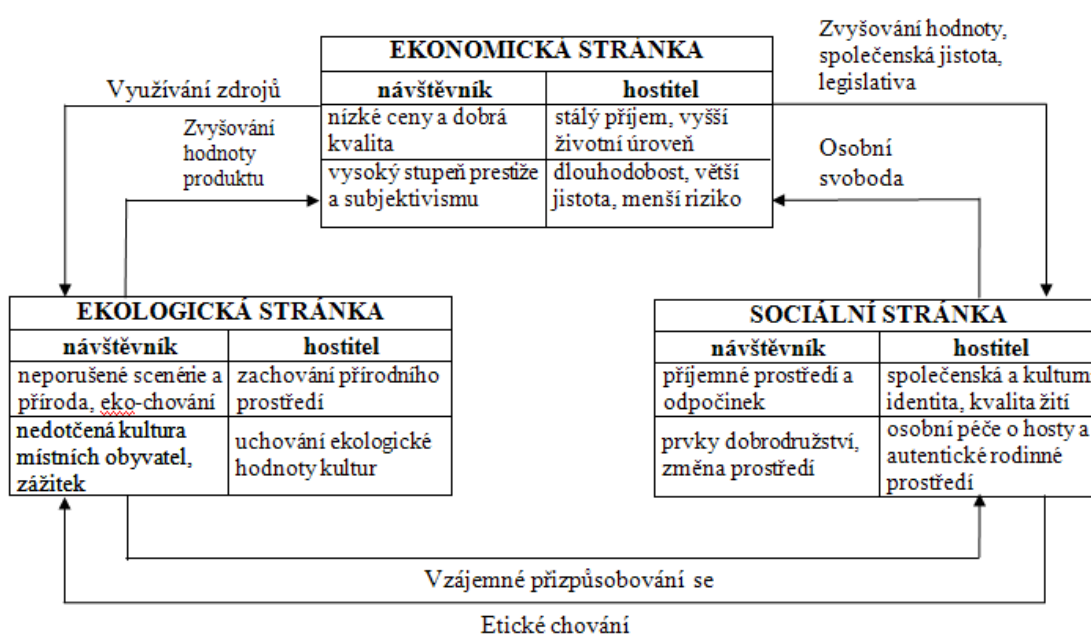 Zvyšování hodnoty,
společenská jistota,
legislativa
EKONOMICKÁ STRÁNKA
návštěvník
hostitel
nízké ceny a dobrá
kvalita
stálý příjem, vyšší
životní úroveň
vysoký stupeň prestiže
a subjektivismu
dlouhodobost, větší
jistota, menší riziko
Využívání zdrojů
Zvyšování
hodnoty
produktu
Osobní
svoboda
EKOLOGICKÁ STRÁNKA
návštěvník
hostitel
neporušené scenérie a
příroda, eko-chování
zachování přírodního
prostředí
nedotčená kultura
místních obyvatel,
zážitek
uchování ekologické
hodnoty kultur
SOCIÁLNÍ STRÁNKA
návštěvník
hostitel
příjemné prostředí a
odpočinek
společenská a
identita, kvalita žití
prvky dobrodružství,
změna prostředí
osobní péče o hosty a
autentické rodinné
prostředí
Vzájemné přizpůsobování se
Etické chování